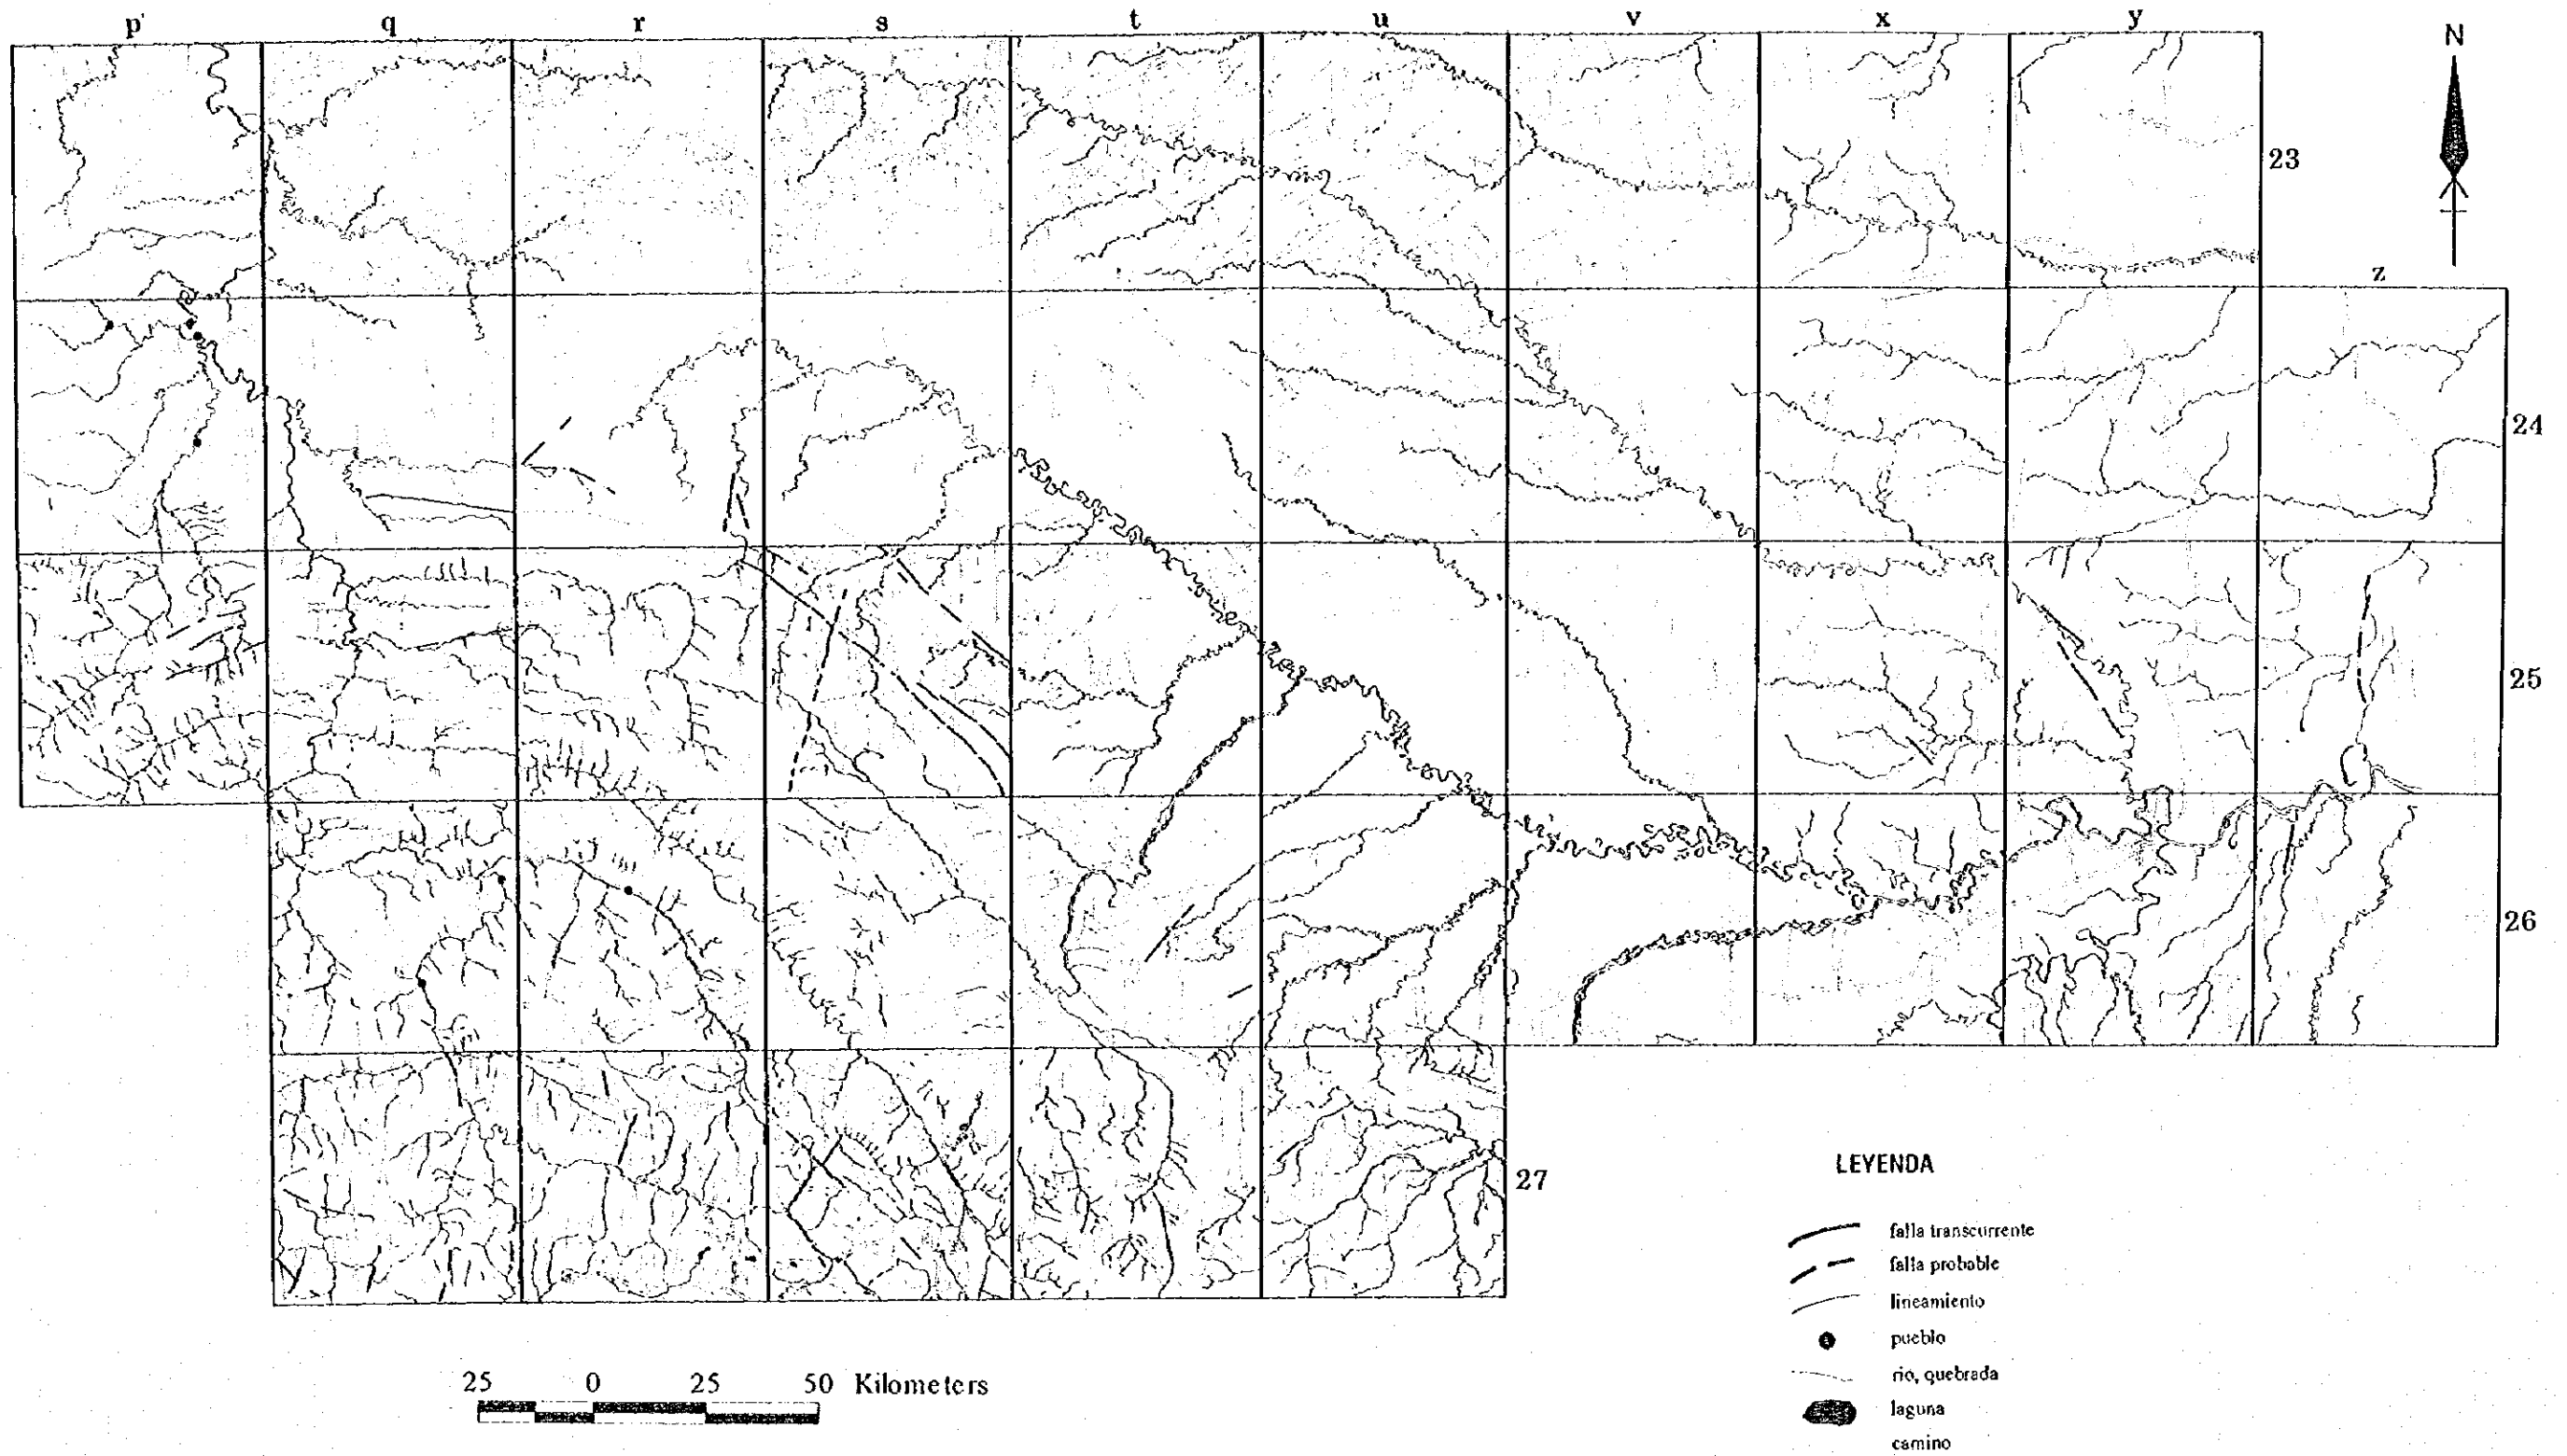 p q r s t u v x y
N
23
z
24
25
26
27
LEYENDA
falla transcurrente
falla probable
lineamiento
pueblo
rio, quebrada
laguna
camino
25 0 25 50 Kilometers